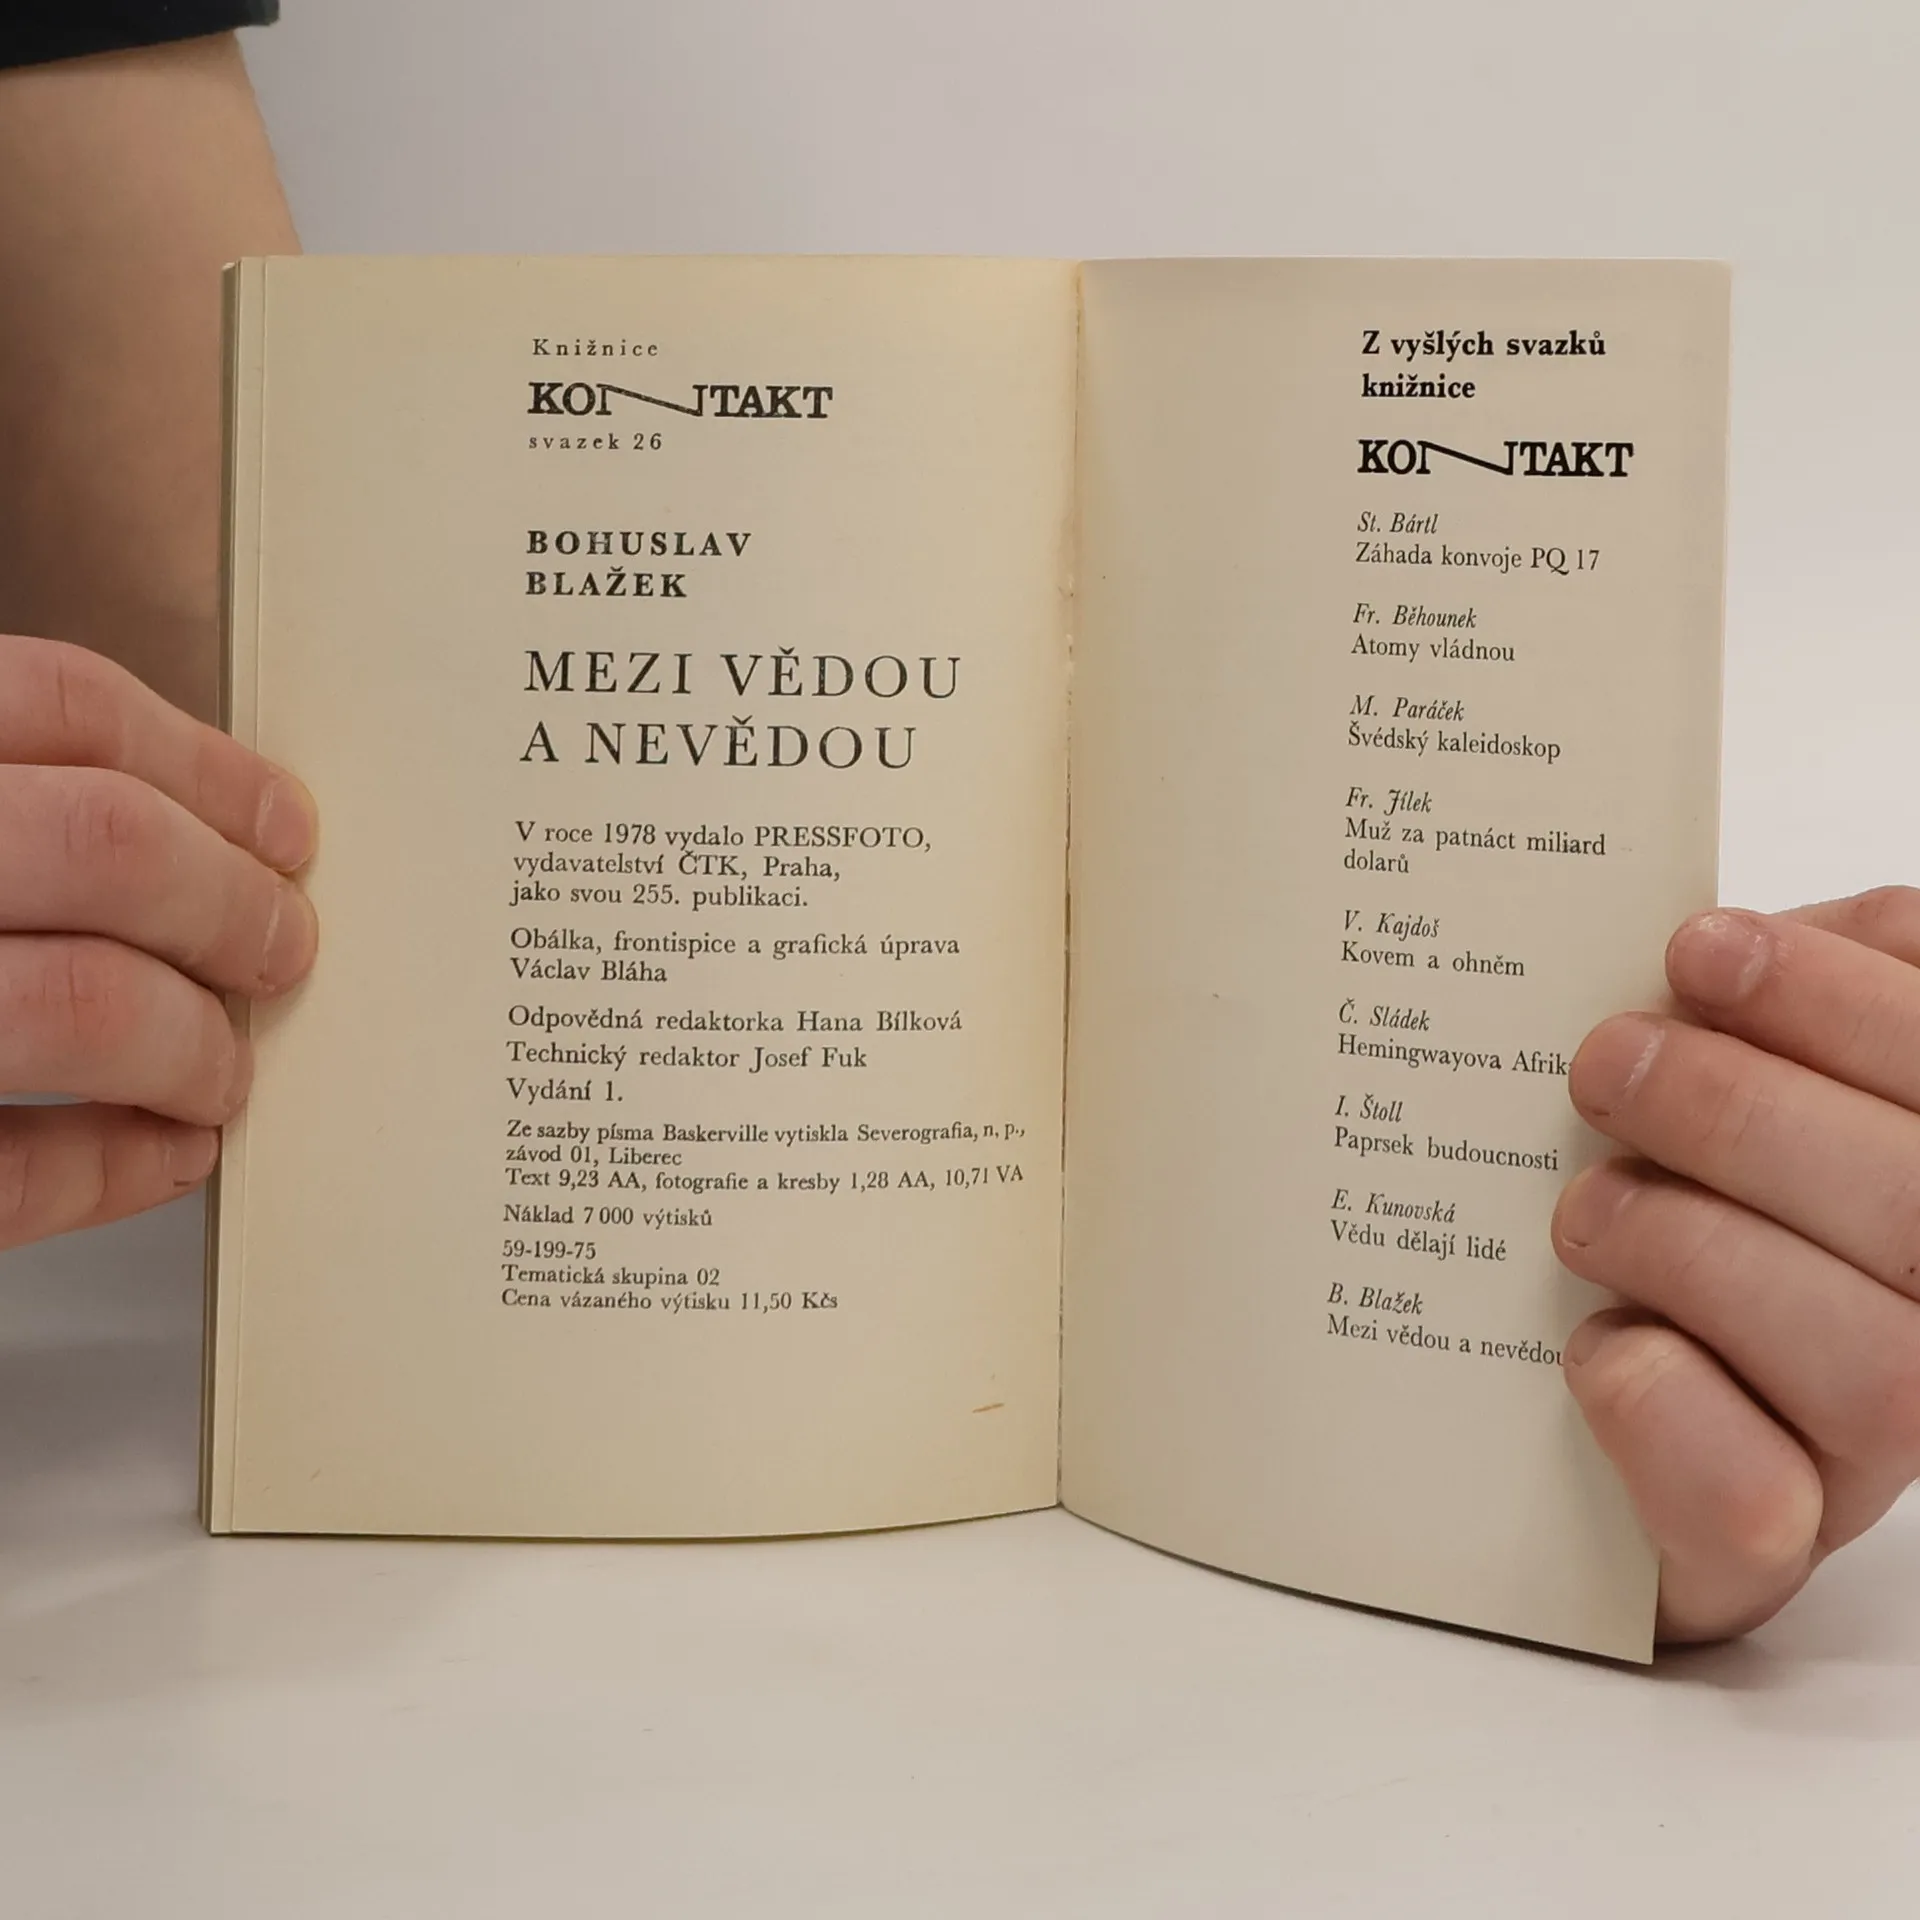 Knižnice
KONTAKT
svazek 26
BOHUSLAV
BLAŽEK
MEZI VĚDOU
A NEVĚDOU
V roce 1978 vydalo PRESSFOTO,
vydavatelství ČTK, Praha,
jako svou 255. publikaci.
Obálka, frontispice a grafická úprava
Václav Bláha
Odpovědná redaktorka Hana Bílková
Technický redaktor Josef Fuk
Vydání 1.
Ze sazby písma Baskerville vytiskla Severografia, n. p.,
závod 01, Liberec
Text 9,23 AA, fotografie a kresby 1,28 AA, 10,71 VA
Náklad 7 000 výtisků
59-199-75
Tematická skupina 02
Cena vázaného výtisku 11,50 Kčs
Z vyšlých svazků
knižnice
KONTAKT
St. Bártl
Záhada konvoje PQ 17
Fr. Běhounek
Atomy vládnou
M. Paráček
Švédský kaleidoskop
Fr. Jílek
Muž za patnáct miliard
dolarů
V. Kajdoš
Kovem a ohněm
Č. Sládek
Hemingwayova Afrika
I. Štoll
Paprsek budoucnosti
E. Kunovská
Vědu dělají lidé
B. Blažek
Mezi vědou a nevědou